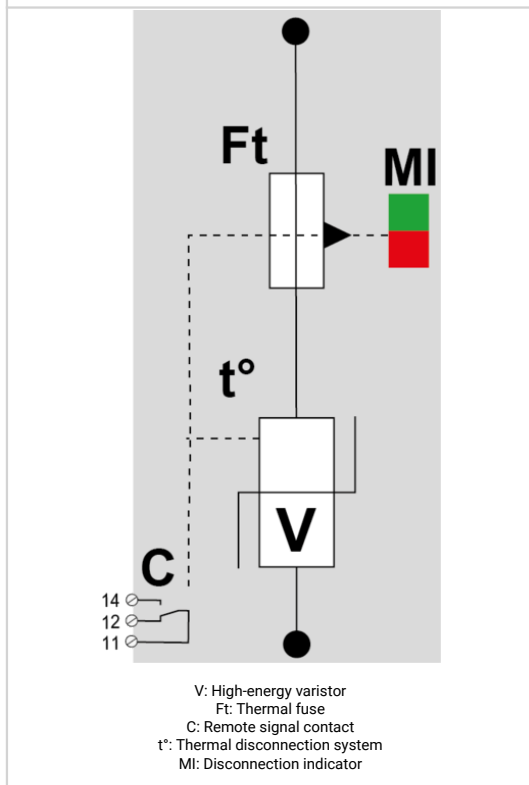 Ft
MI
t°
V
C
14
12
11
V: High-energy varistor
Ft: Thermal fuse
C: Remote signal contact
t°: Thermal disconnection system
MI: Disconnection indicator